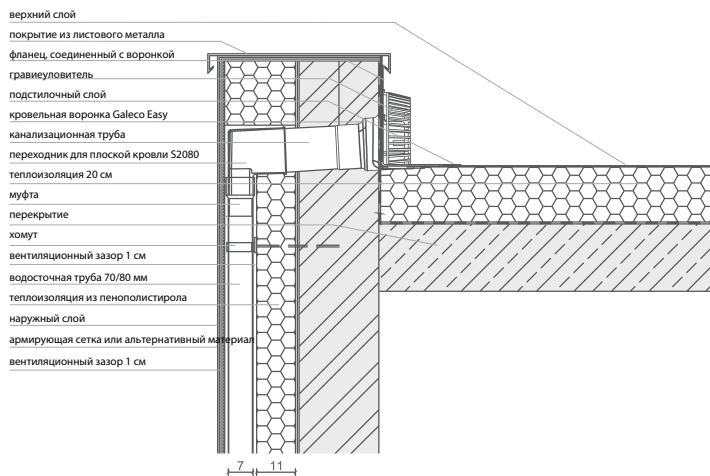 верхний слой
покрытие из листового металла
фланец, соединенный с воронкой
гравиеуловитель
подстилочный слой
кровельная воронка Galeco Easy
канализационная труба
переходник для плоской кровли S2080
теплоизоляция 20 см
муфта
перекрытие
хомут
вентиляционный зазор 1 см
водосточная труба 70/80 мм
теплоизоляция из пенополистирола
наружный слой
армирующая сетка или альтернативный материал
вентиляционный зазор 1 см
7 11